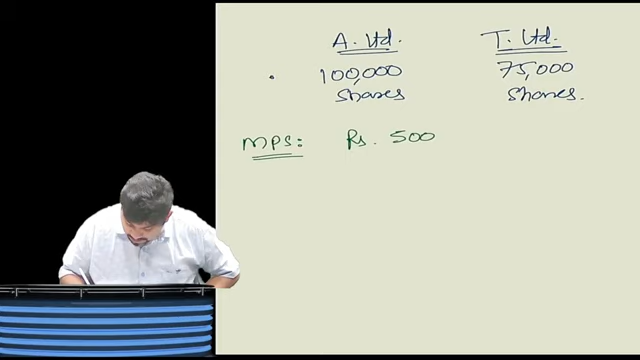 A. Ltd. T. Ltd.
100,000 75,000
shares shares.
MPS: Rs. 500